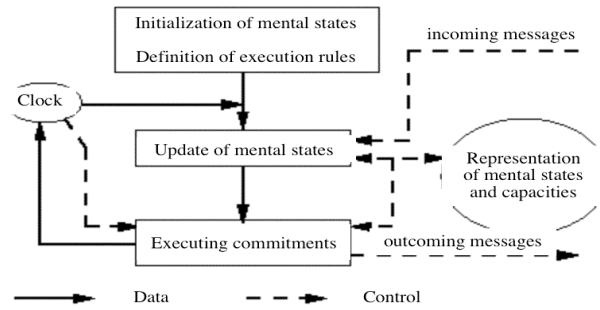 Initialization of mental states
Definition of execution rules
incoming messages
Clock
Update of mental states
Representation
of mental states
and capacities
Executing commitments
outcoming messages
Data
Control